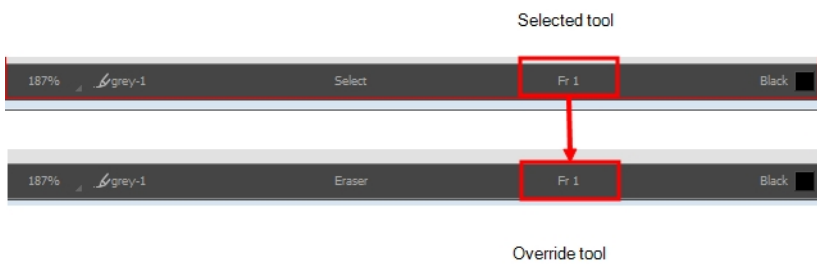 Selected tool
187% grey-1 Select Fr 1 Black
187% grey-1 Eraser Fr 1 Black
Override tool